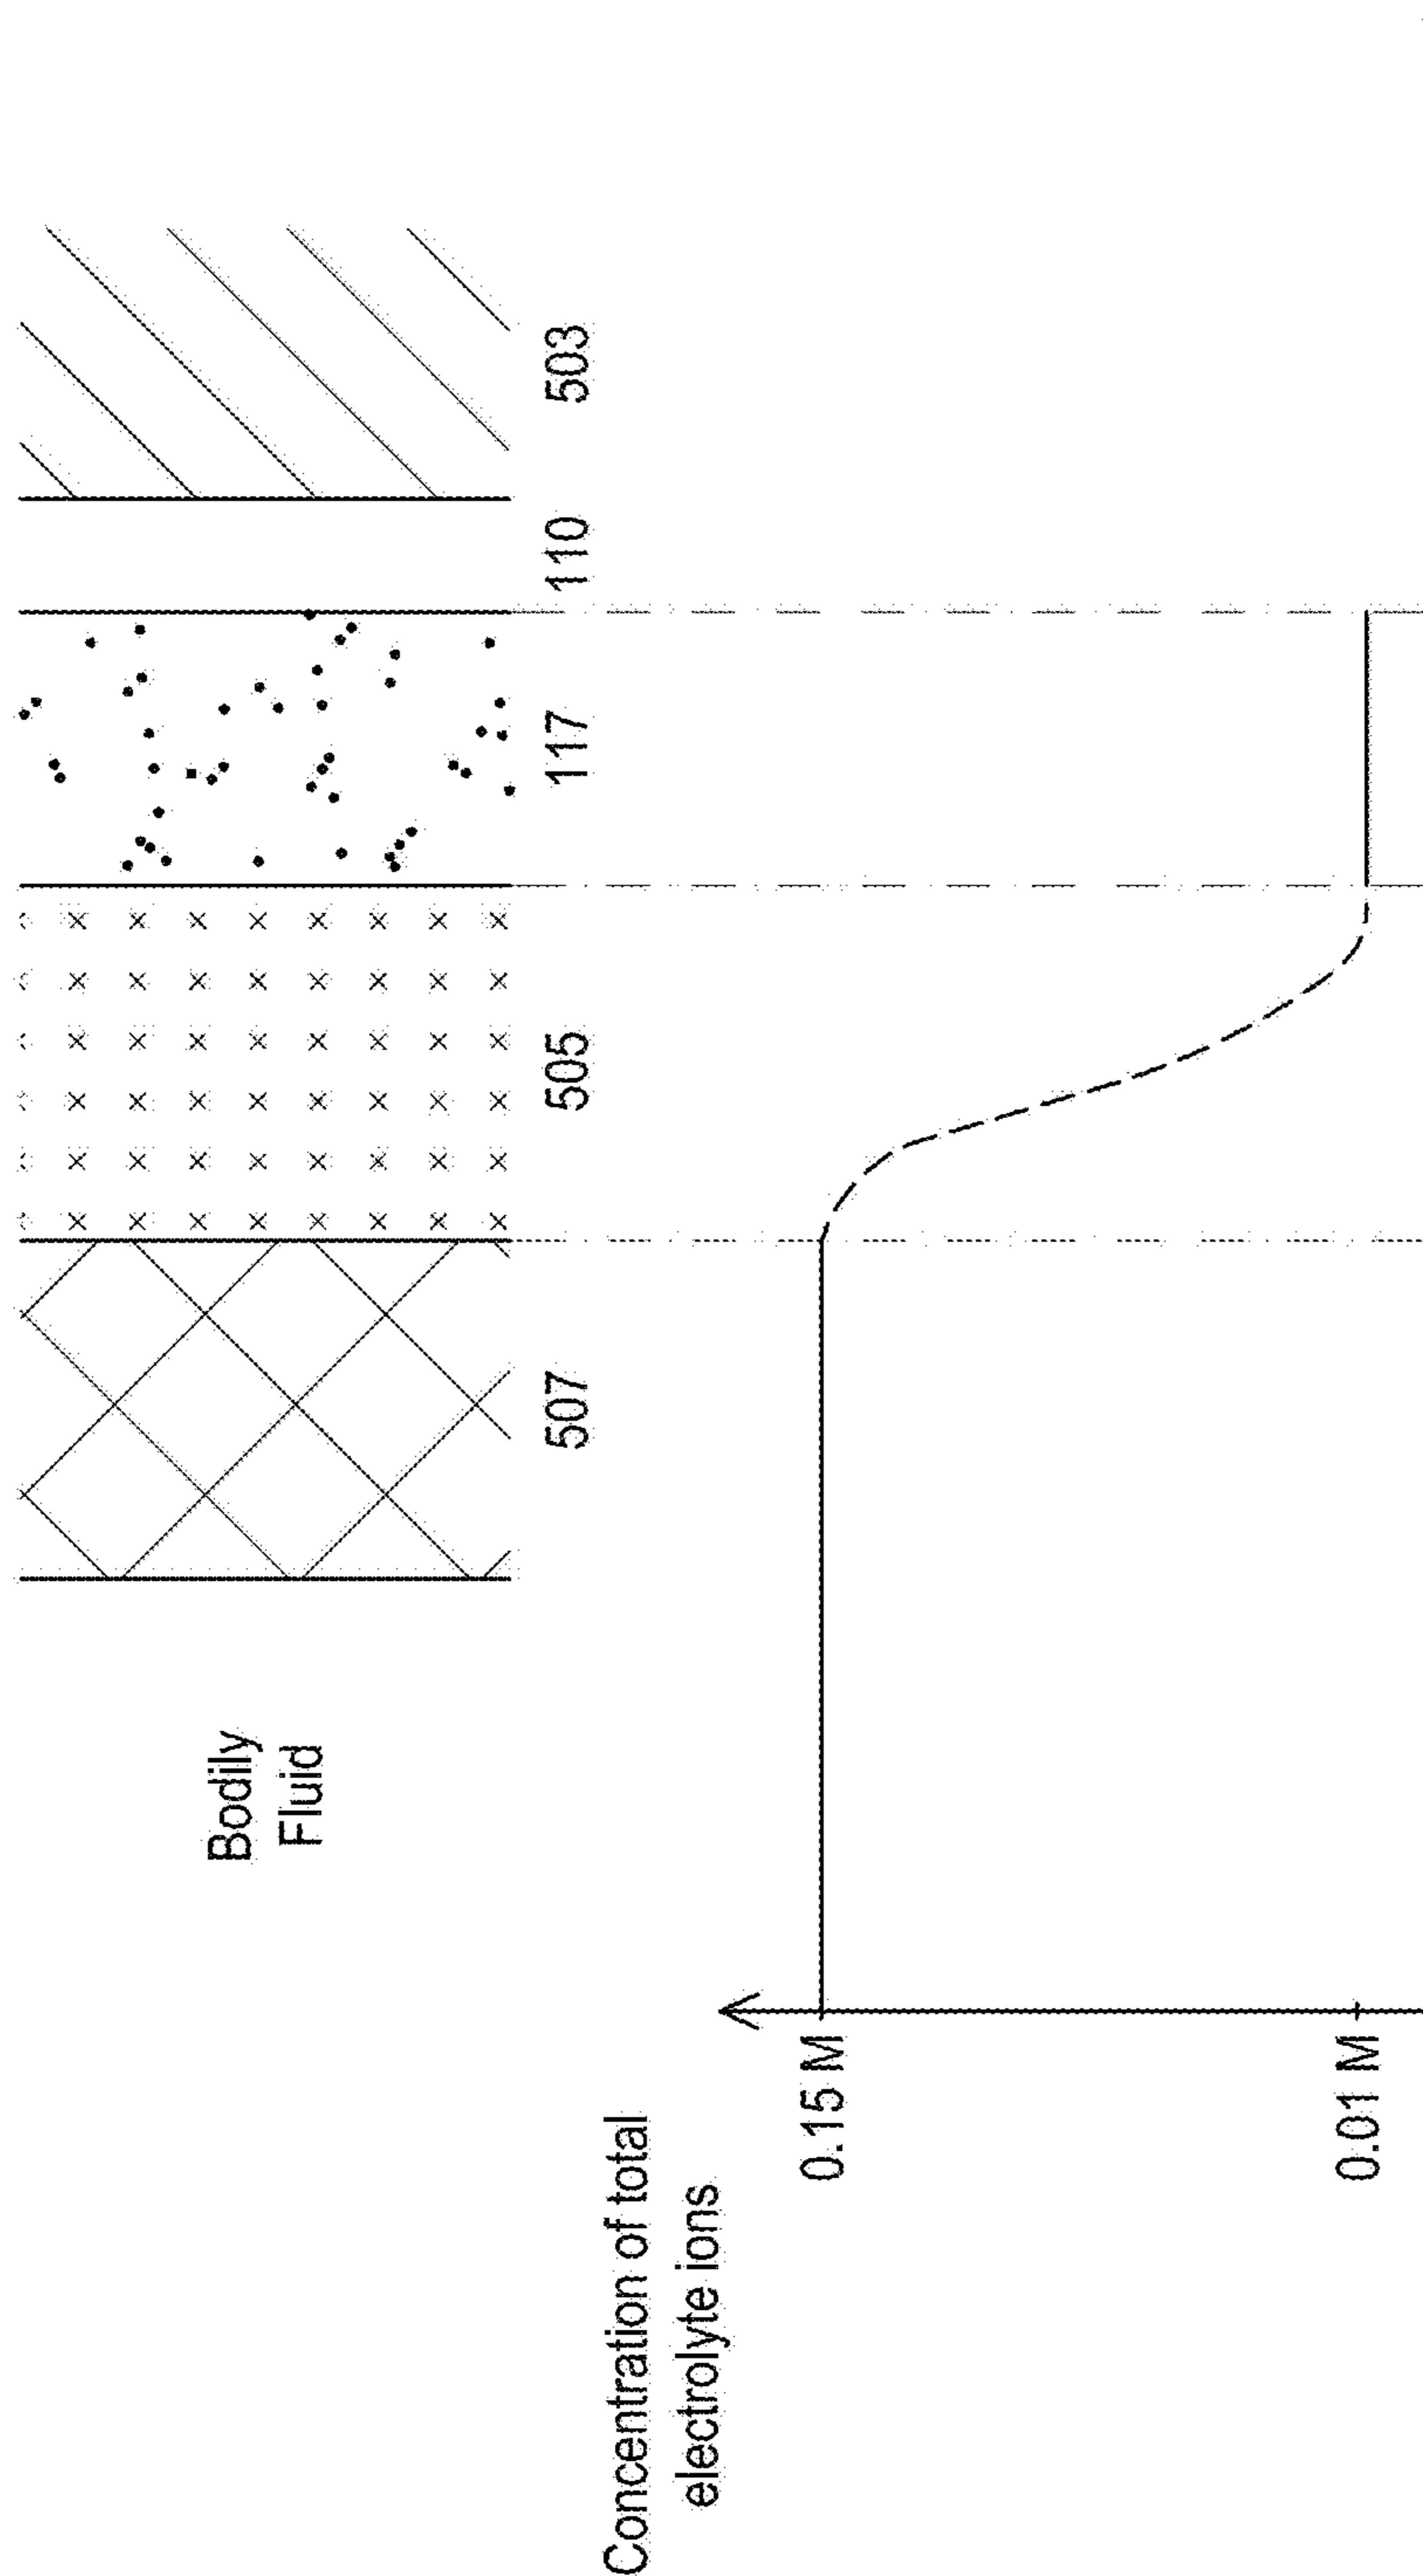 Bodily
Fluid
507
505
117
110
503
Concentration of total
electrolyte ions
0.15 M
0.01 M